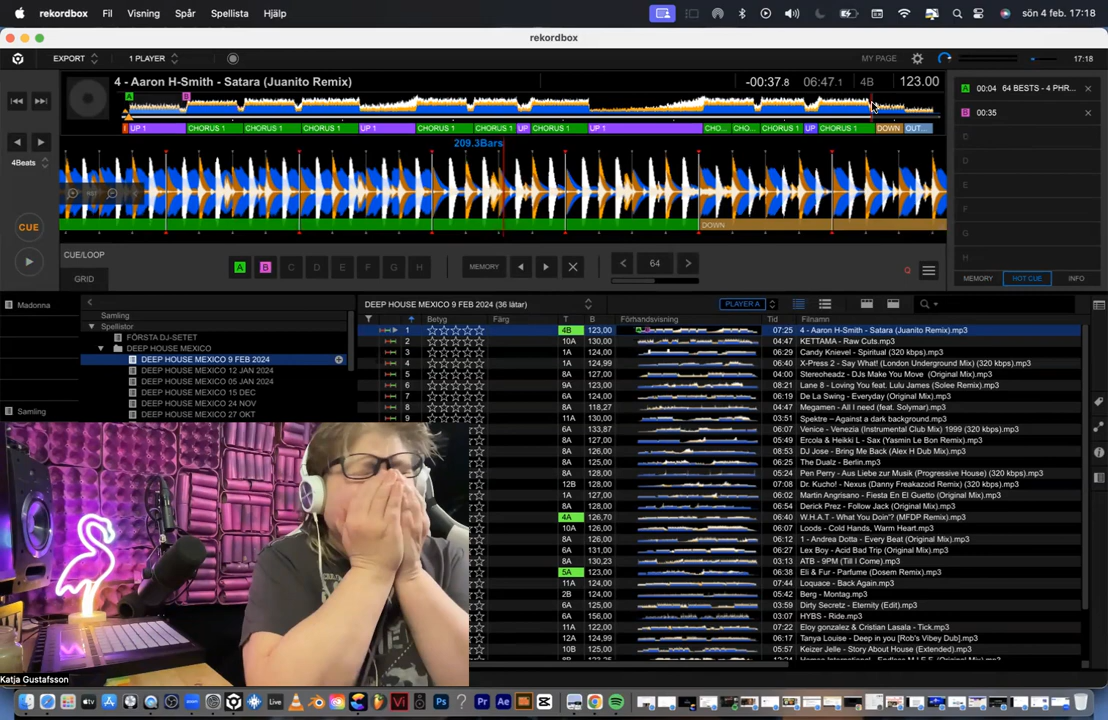 rekordbox Fil Visning Spår Spellista Hjälp sön 4 feb. 17:18
rekordbox
EXPORT 1 PLAYER MY PAGE 17:18
4 - Aaron H-Smith - Satara (Juanito Remix) -00:37.8 06:47.1 4B 123.00
A B
UP 1 CHORUS 1 CHORUS 1 UP 1 CHORUS 1 CHORUS 1 UP CHORUS 1 UP 1 CHO... CHO... CHORUS 1 UP CHORUS 1 DOWN OUT...
A 00:04 64 BESTS - 4 PHR...
B 00:35
C
D
E
F
G
H
4Beats
209.3Bars
HOT
DOWN
CUE
CUE/LOOP
GRID
A B C D E F G H MEMORY 64 Q
MEMORY HOT CUE INFO
Madonna
Samling
Samling
Spellistor
FÖRSTA DJ-SETET
DEEP HOUSE MEXICO
DEEP HOUSE MEXICO 9 FEB 2024
DEEP HOUSE MEXICO 12 JAN 2024
DEEP HOUSE MEXICO 05 JAN 2024
DEEP HOUSE MEXICO 15 DEC
DEEP HOUSE MEXICO 24 NOV
DEEP HOUSE MEXICO 27 OKT
DEEP HOUSE MEXICO 9 FEB 2024 (36 låtar) PLAYER A
Betyg Färg T B Förhandsvisning Tid Filnamn
1 4B 123,00 07:25 4 - Aaron H-Smith - Satara (Juanito Remix).mp3
2 10A 130,00 04:47 KETTAMA - Raw Cuts.mp3
3 1A 124,00 06:29 Candy Knievel - Spiritual (320 kbps).mp3
4 1A 124,99 06:40 X-Press 2 - Say What! (London Underground Mix) (320 kbps).mp3
5 8A 127,00 04:00 Stereoheadz - DJs Make You Move (Original Mix).mp3
6 9A 123,00 08:21 Lane 8 - Loving You feat. Lulu James (Solee Remix).mp3
7 7A 124,00 06:19 De La Swing - Everyday (Original Mix).mp3
8 8A 118,27 04:52 Megamen - All I need (feat. Solymar).mp3
9 11A 130,00 03:51 Spektre – Against a dark background.mp3
6A 133,87 06:07 Venice - Venezia (Instrumental Club Mix) 1999 (320 kbps).mp3
8A 127,00 05:49 Ercola & Heikki L - Sax (Yasmin Le Bon Remix).mp3
8A 126,00 08:53 DJ Jose - Bring Me Back (Alex H Dub Mix).mp3
8A 125,00 06:25 The Dualz - Berlin.mp3
8A 125,00 05:24 Pen Perry - Aus Liebe zur Musik (Progressive House) (320 kbps).mp3
12B 128,00 07:08 Dr. Kucho! - Nexus (Danny Freakazoid Remix) (320 kbps).mp3
1A 127,00 06:02 Martin Angrisano - Fiesta En El Guetto (Original Mix).mp3
8A 128,00 06:54 Derick Prez - Follow Jack (Original Mix).mp3
4A 126,70 06:40 W.H.A.T - What You Doin'? (MFDP Remix).mp3
10A 126,00 06:27 Loods - Cold Hands, Warm Heart.mp3
8A 126,00 06:12 1 - Andrea Dotta - Every Beat (Original Mix).mp3
6A 131,00 06:20 Lex Boy - Acid Bad Trip (Original Mix).mp3
8A 130,23 03:13 ATB - 9PM (Till I Come).mp3
5A 123,00 06:38 Eli & Fur - Parfume (Dosem Remix).mp3
11A 124,00 07:44 Loquace - Back Again.mp3
2B 124,00 05:42 Berg - Montag.mp3
6A 125,00 03:59 Dirty Secretz - Eternity (Edit).mp3
6A 156,00 03:07 HYBS - Ride.mp3
11A 123,00 07:22 Eloy gonzalez & Cristian Lasala - Tick.mp3
12A 124,99 06:17 Tanya Louise - Deep in you [Rob's Vibey Dub].mp3
6A 125,00 05:30 Keizer Jelle - Story About House (Extended).mp3
Katja Gustafsson